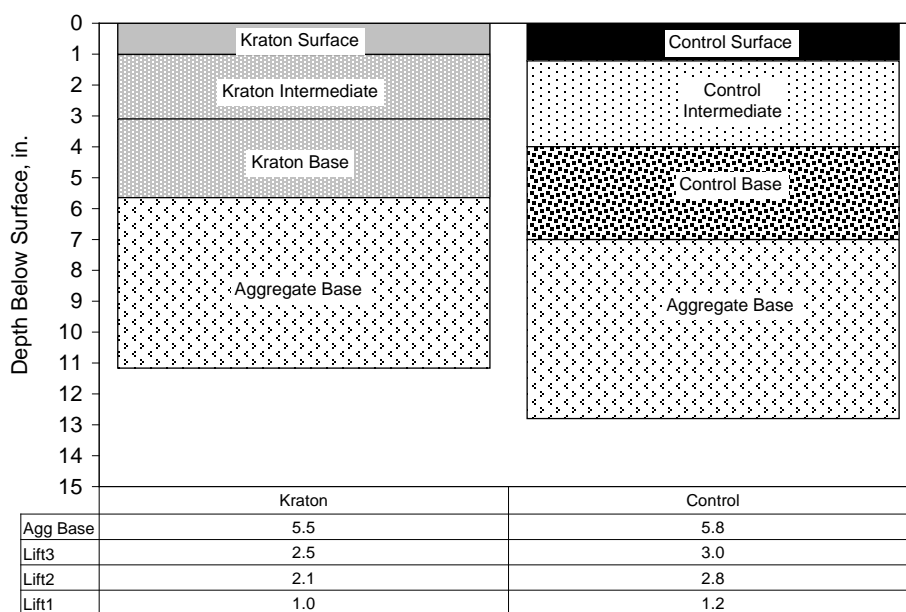 0
1
2
3
4
5
6
7
8
9
10
11
12
13
14
15
Depth Below Surface, in.
Kraton Surface
Kraton Intermediate
Kraton Base
Aggregate Base
Control Surface
Control
Intermediate
Control Base
Aggregate Base
Kraton Control
Agg Base 5.5 5.8
Lift3 2.5 3.0
Lift2 2.1 2.8
Lift1 1.0 1.2